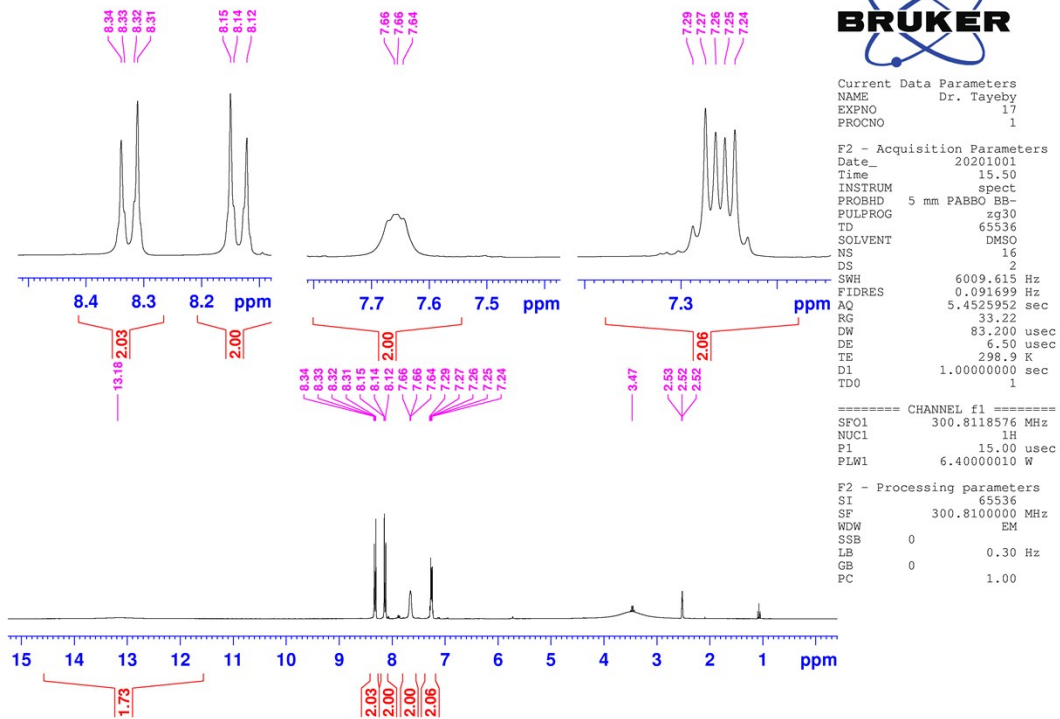 8.34
8.33
8.32
8.31
8.15
8.14
8.12
7.66
7.66
7.64
7.29
7.27
7.26
7.25
7.24
BRUKER
Current Data Parameters
NAME Dr. Tayeby
EXPNO 17
PROCNO 1
F2 - Acquisition Parameters
Date_ 20201001
Time 15.50
INSTRUM spect
PROBHD 5 mm PABBO BB-
PULPROG zg30
TD 65536
SOLVENT DMSO
NS 16
DS 2
SWH 6009.615 Hz
FIDRES 0.091699 Hz
AQ 5.4525952 sec
RG 33.22
DW 83.200 usec
DE 6.50 usec
TE 298.9 K
D1 1.00000000 sec
TD0 1
======== CHANNEL f1 ========
SFO1 300.8118576 MHz
NUC1 1H
P1 15.00 usec
PLW1 6.40000010 W
F2 - Processing parameters
SI 65536
SF 300.8100000 MHz
WDW EM
SSB 0
LB 0.30 Hz
GB 0
PC 1.00
8.4 8.3 8.2 ppm
7.7 7.6 7.5 ppm
7.3 ppm
2.03
2.00
2.00
2.06
13.18
8.34
8.33
8.32
8.31
8.15
8.14
8.12
7.66
7.66
7.64
7.29
7.27
7.26
7.25
7.24
3.47
2.53
2.52
2.52
15 14 13 12 11 10 9 8 7 6 5 4 3 2 1 ppm
1.73
2.03
2.00
2.00
2.06